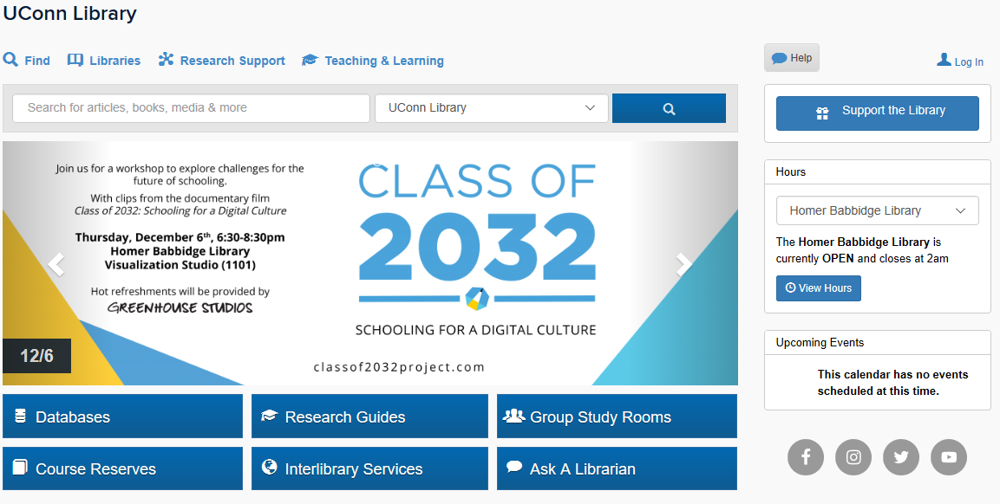 UConn Library
Find
Libraries
Research Support
Teaching & Learning
Help
Log In
Search for articles, books, media & more
UConn Library
Support the Library
Join us for a workshop to explore challenges for the
future of schooling.
With clips from the documentary film
Class of 2032: Schooling for a Digital Culture
Thursday, December 6th, 6:30-8:30pm
Homer Babbidge Library
Visualization Studio (1101)
Hot refreshments will be provided by
GREENHOUSE STUDIOS
CLASS OF
2032
SCHOOLING FOR A DIGITAL CULTURE
classof2032project.com
12/6
Hours
Homer Babbidge Library
The Homer Babbidge Library is
currently OPEN and closes at 2am
View Hours
Upcoming Events
This calendar has no events
scheduled at this time.
Databases
Research Guides
Group Study Rooms
Course Reserves
Interlibrary Services
Ask A Librarian